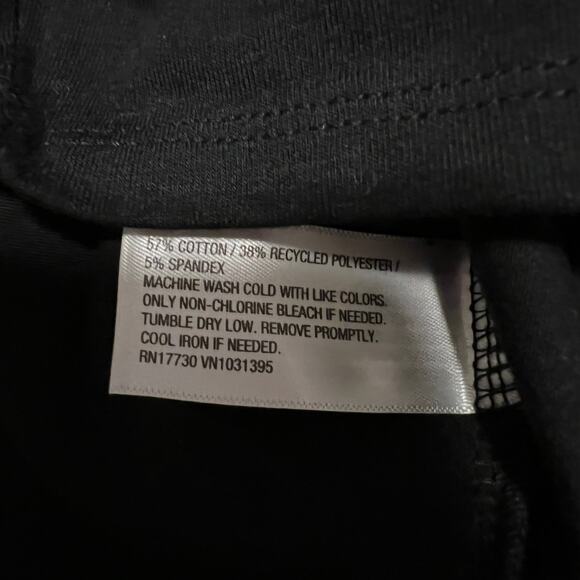 57% COTTON / 38% RECYCLED POLYESTER /
5% SPANDEX
MACHINE WASH COLD WITH LIKE COLORS.
ONLY NON-CHLORINE BLEACH IF NEEDED.
TUMBLE DRY LOW. REMOVE PROMPTLY.
COOL IRON IF NEEDED.
RN17730 VN1031395